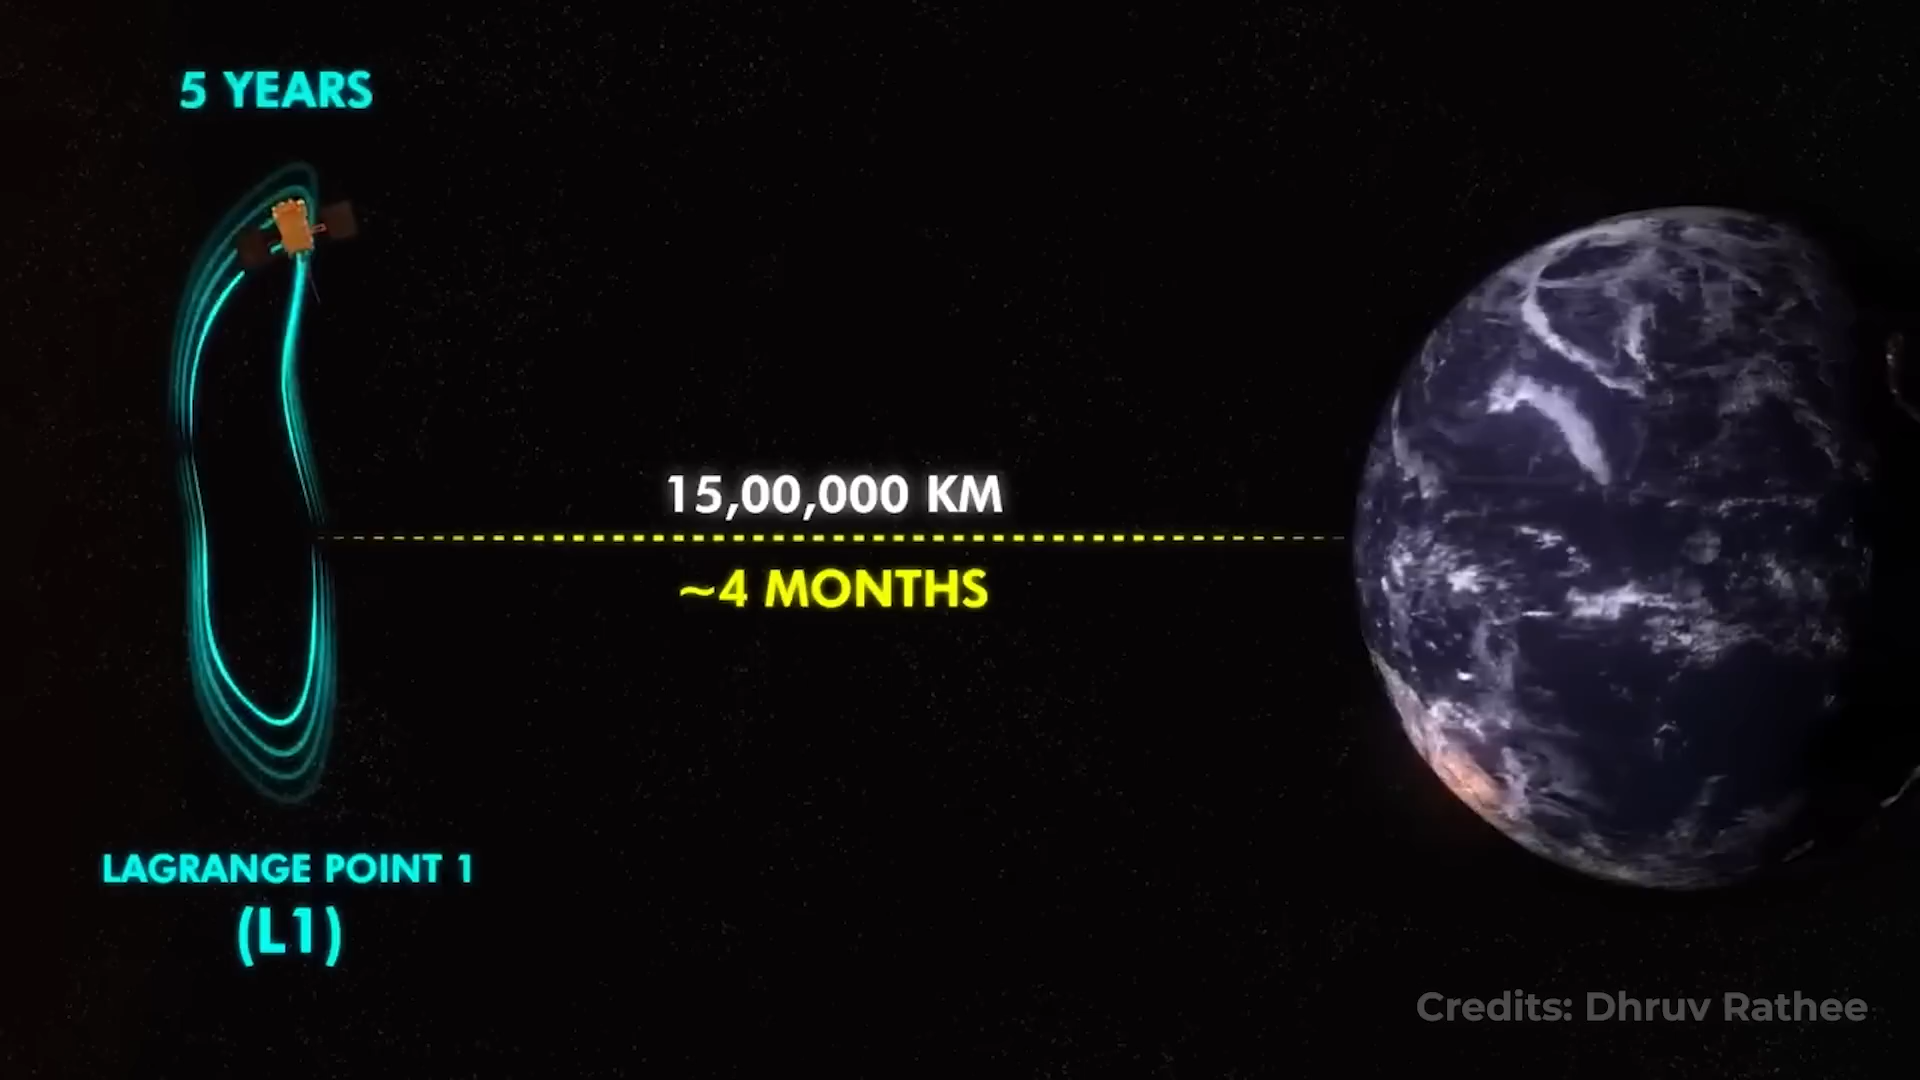 5 YEARS
15,00,000 KM
~4 MONTHS
LAGRANGE POINT 1
(L1)
Credits: Dhruv Rathee